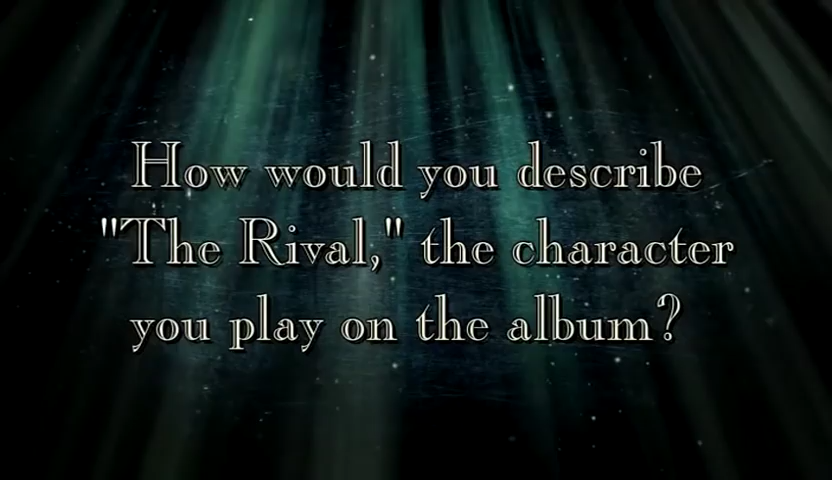 How would you describe
"The Rival," the character
you play on the album?